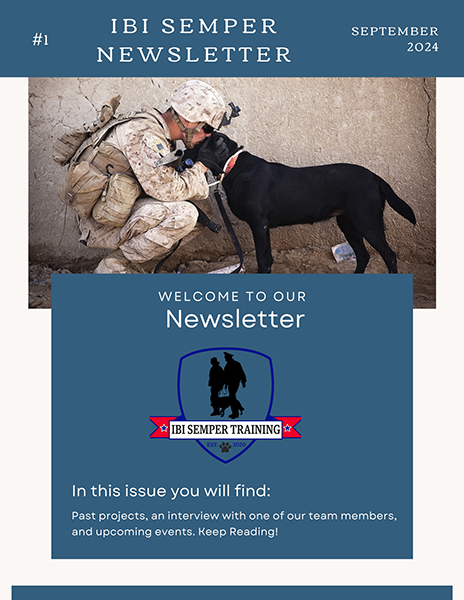 #1
IBI SEMPER
NEWSLETTER
SEPTEMBER
2024
WELCOME TO OUR
Newsletter
IBI SEMPER TRAINING
EST. 2020
In this issue you will find:
Past projects, an interview with one of our team members,
and upcoming events. Keep Reading!